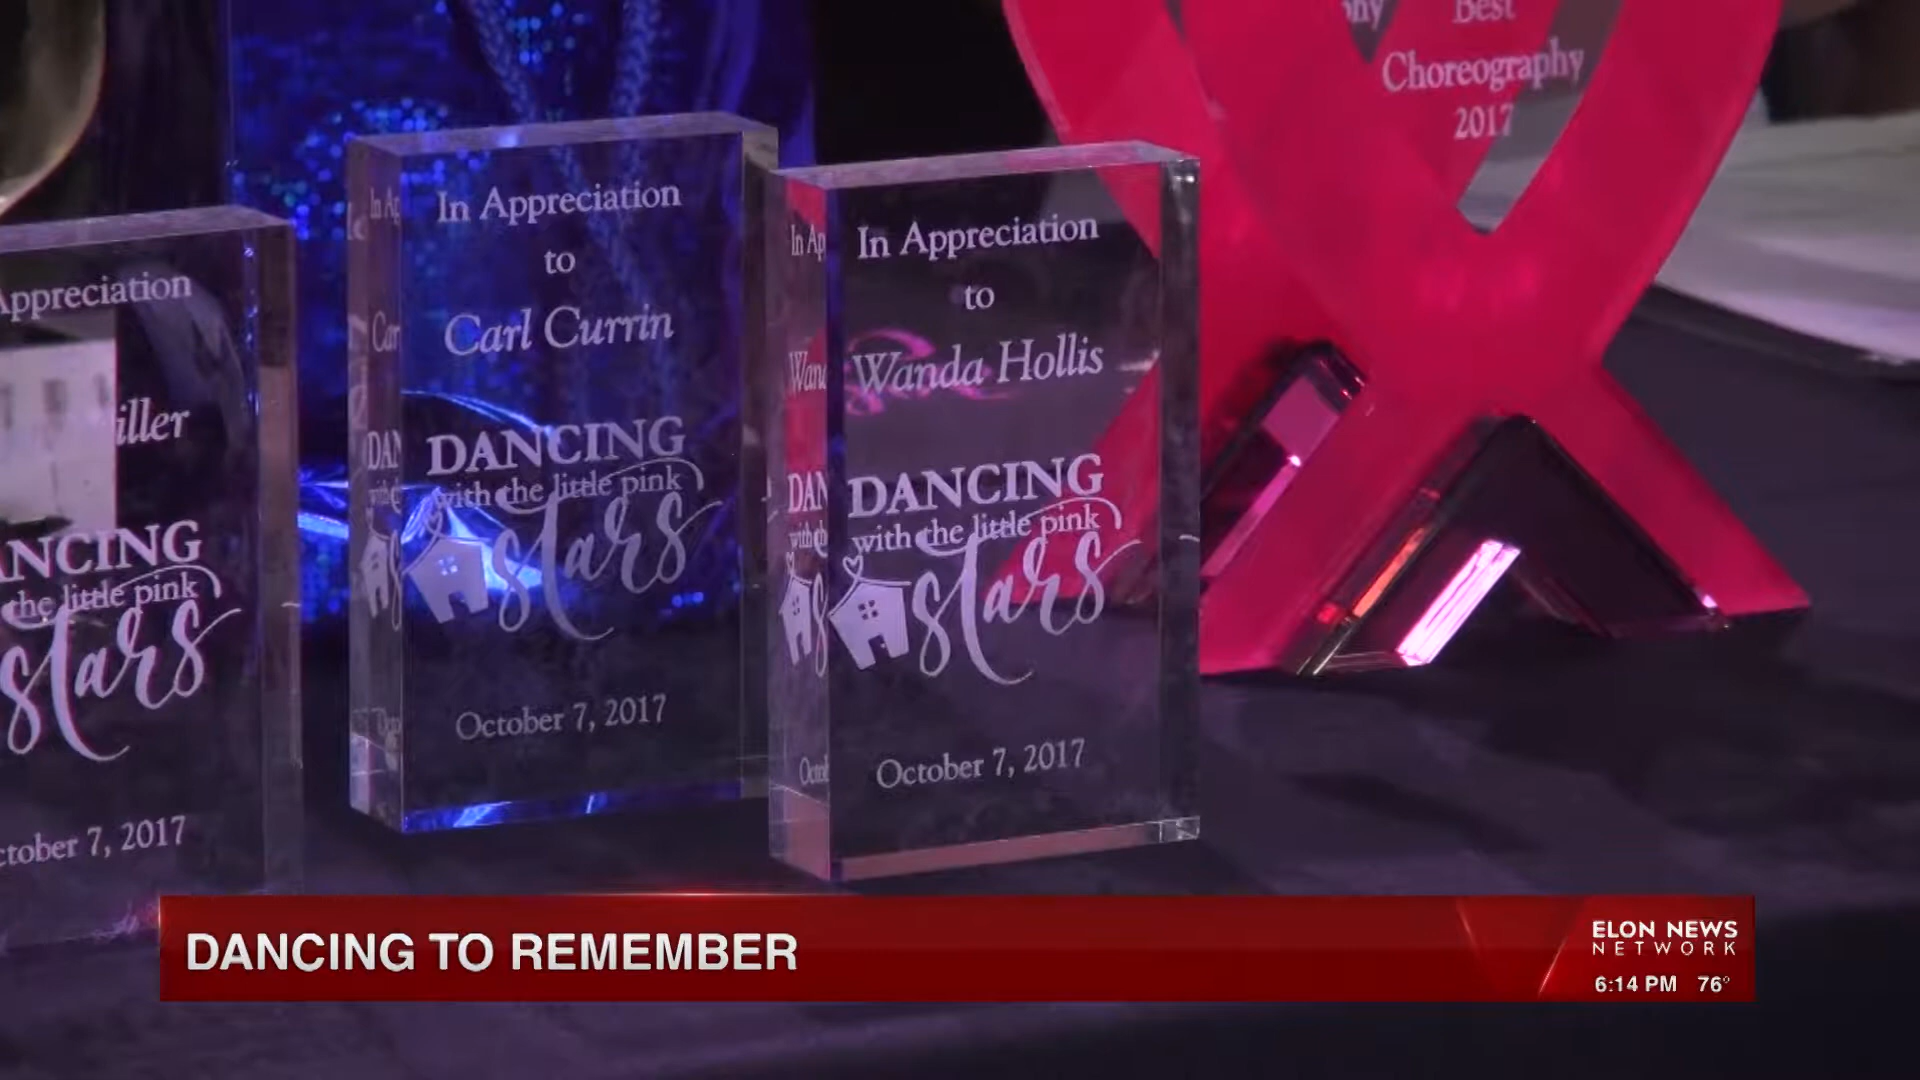 Appreciation
iller
ANCING
the little pink
stars
ctober 7, 2017
In Appreciation
to
Carl Currin
DANCING
with the little pink
stars
October 7, 2017
In Appreciation
to
Wanda Hollis
DANCING
with the little pink
stars
October 7, 2017
Best
Choreography
2017
DANCING TO REMEMBER
ELON NEWS
NETWORK
6:14 PM 76°